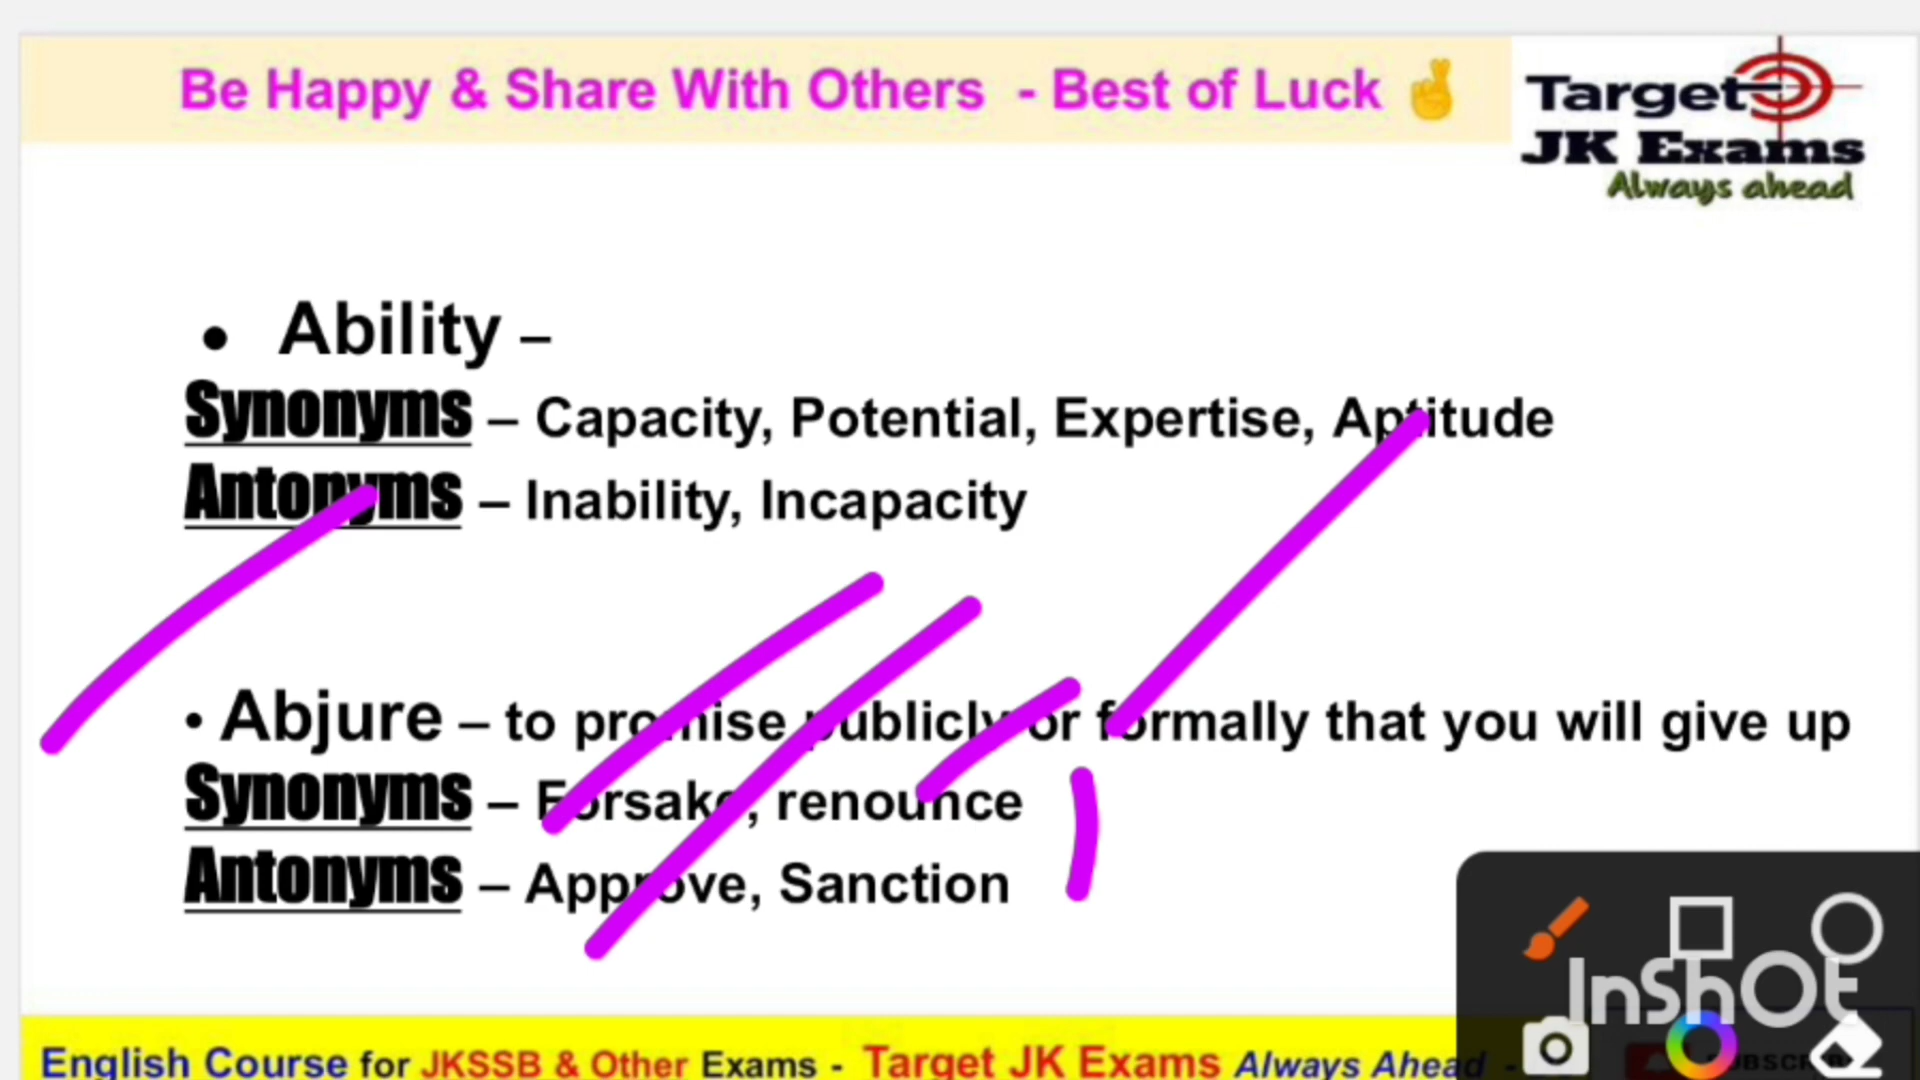 Be Happy & Share With Others - Best of Luck 🤞
Target
JK Exams
Always ahead
• Ability –
Synonyms – Capacity, Potential, Expertise, Aptitude
Antonyms – Inability, Incapacity
• Abjure – to promise publicly or formally that you will give up
Synonyms – Forsake, renounce
Antonyms – Approve, Sanction
InShOt
English Course for JKSSB & Other Exams - Target JK Exams Always Ahead -